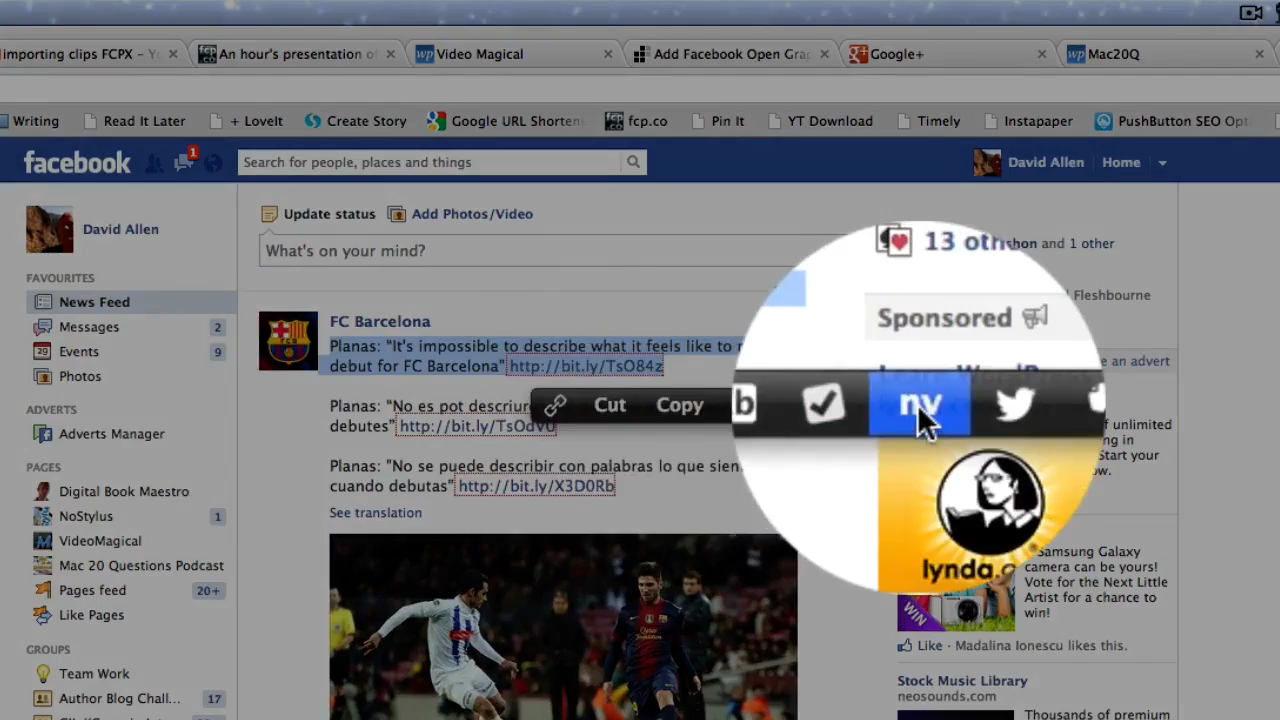 importing clips FCPX - Y
An hour's presentation of
Video Magical
Add Facebook Open Gra
Google+
Mac20Q
Writing
Read It Later
+ LoveIt
Create Story
Google URL Shorten
fcp.co
Pin It
YT Download
Timely
Instapaper
PushButton SEO Opt
facebook
1
Search for people, places and things
David Allen
Home
David Allen
Update status
Add Photos/Video
What's on your mind?
13 oth
and 1 other
Fleshbourne
FAVOURITES
News Feed
Messages
2
Events
9
Photos
ADVERTS
Adverts Manager
PAGES
Digital Book Maestro
NoStylus
1
VideoMagical
Mac 20 Questions Podcast
Pages feed
20+
Like Pages
GROUPS
Team Work
Author Blog Chall...
17
FC Barcelona
Planas: "It's impossible to describe what it feels like to
debut for FC Barcelona" http://bit.ly/TsO84z
Planas: "No es pot descriure
debutes" http://bit.ly/TsOdV0
Planas: "No se puede describir con palabras lo que sien
cuando debutas" http://bit.ly/X3D0Rb
See translation
Cut
Copy
b
nv
Sponsored
an advert
of unlimited
ing in
Start your
ow.
lynda.c
Samsung Galaxy
camera can be yours!
Vote for the Next Little
Artist for a chance to
win!
WIN
Like · Madalina Ionescu likes this.
Stock Music Library
neosounds.com
Thousands of premium